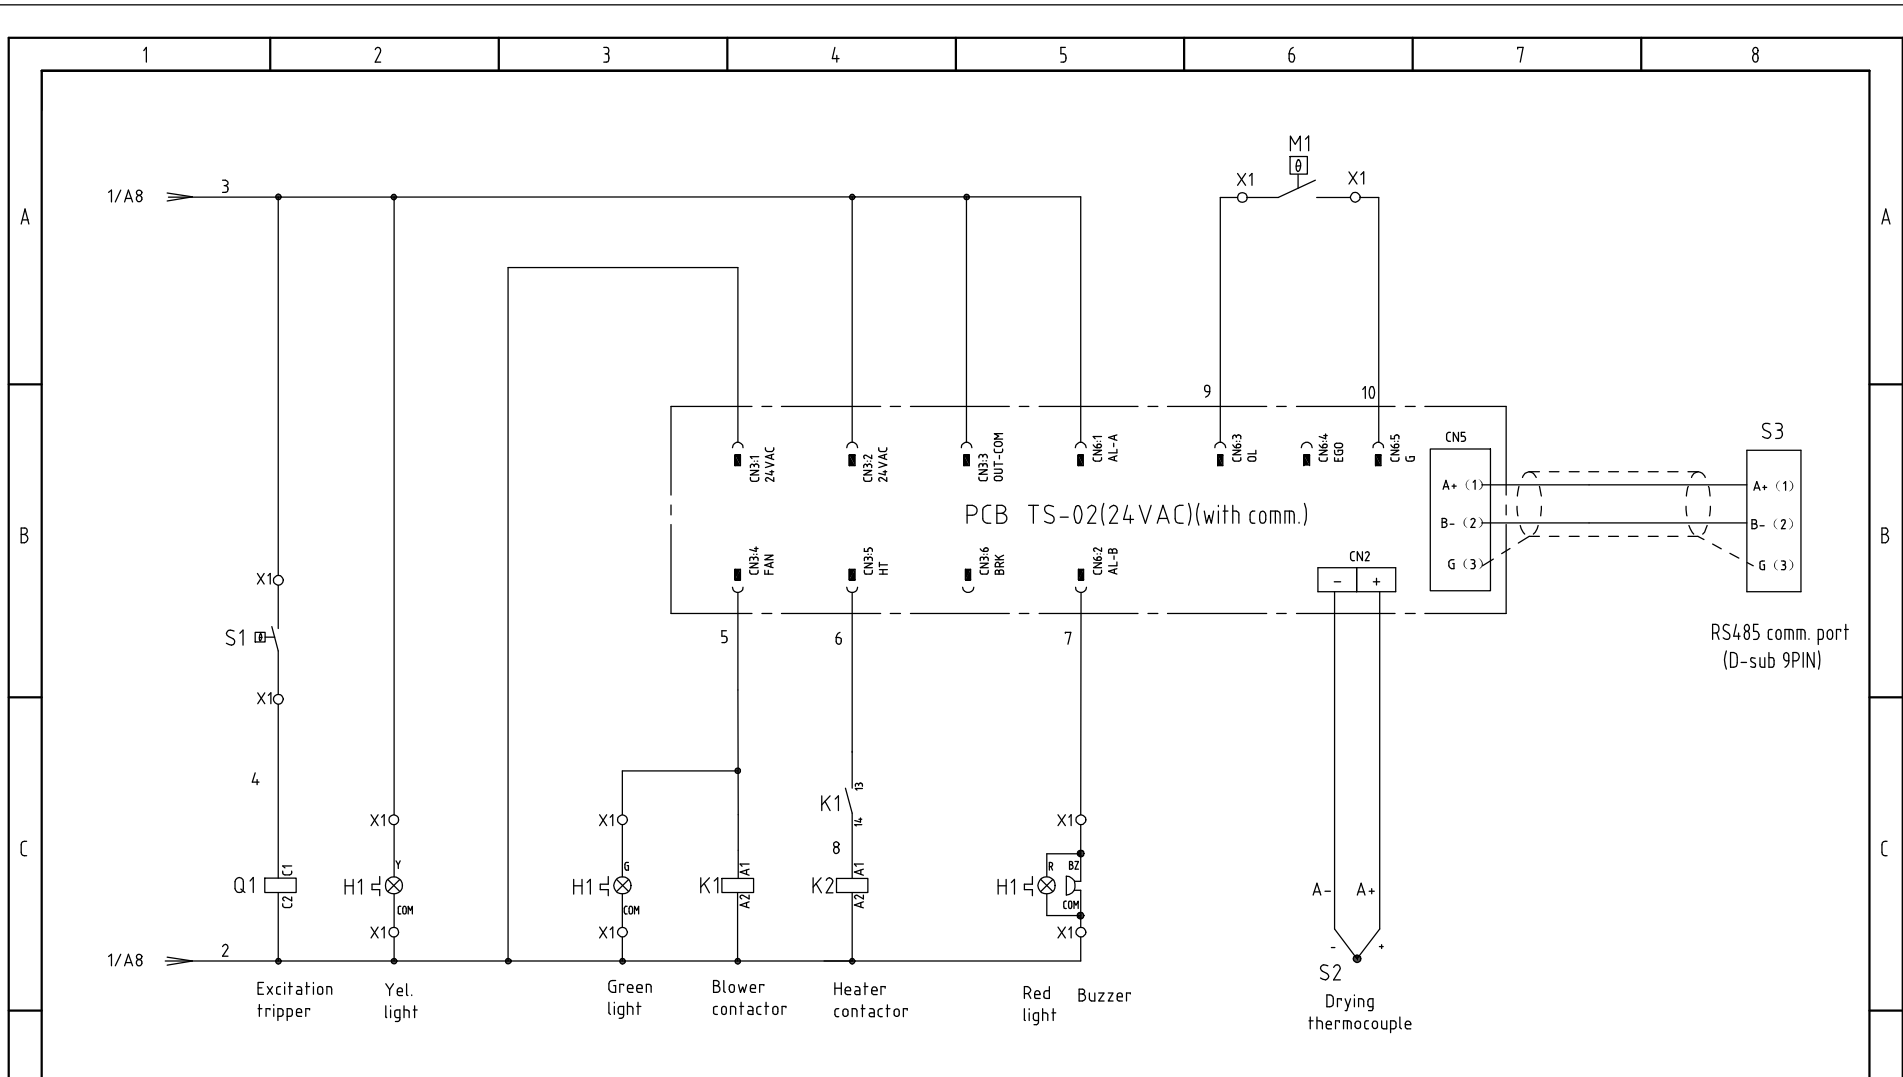 1 2 3 4 5 6 7 8
M1
θ
X1 X1
1/A8 3
A A
9 10
CN3:1
24VAC
CN3:2
24VAC
CN3:3
OUT-COM
CN6:1
AL-A
CN6:3
OL
CN6:4
EGO
CN6:5
G
CN5
S3
A+ (1) A+ (1)
PCB TS-02(24VAC)(with comm.)
B- (2) B- (2)
B B
CN3:4
FAN
CN3:5
HT
CN3:6
BRK
CN6:2
AL-B
CN2
- +
G (3) G (3)
X1
S1 θ
5 6 7
RS485 comm. port
(D-sub 9PIN)
X1
4
K1 13
14
X1 X1 X1
8
C C
Q1 C1
C2
H1 Y
COM
H1 G
COM
K1 A1
A2
K2 A1
A2
H1 R BZ
COM
A- A+
X1 X1 X1
1/A8 2
- +
S2
Excitation
tripper
Yel.
light
Green
light
Blower
contactor
Heater
contactor
Red
light
Buzzer
Drying
thermocouple